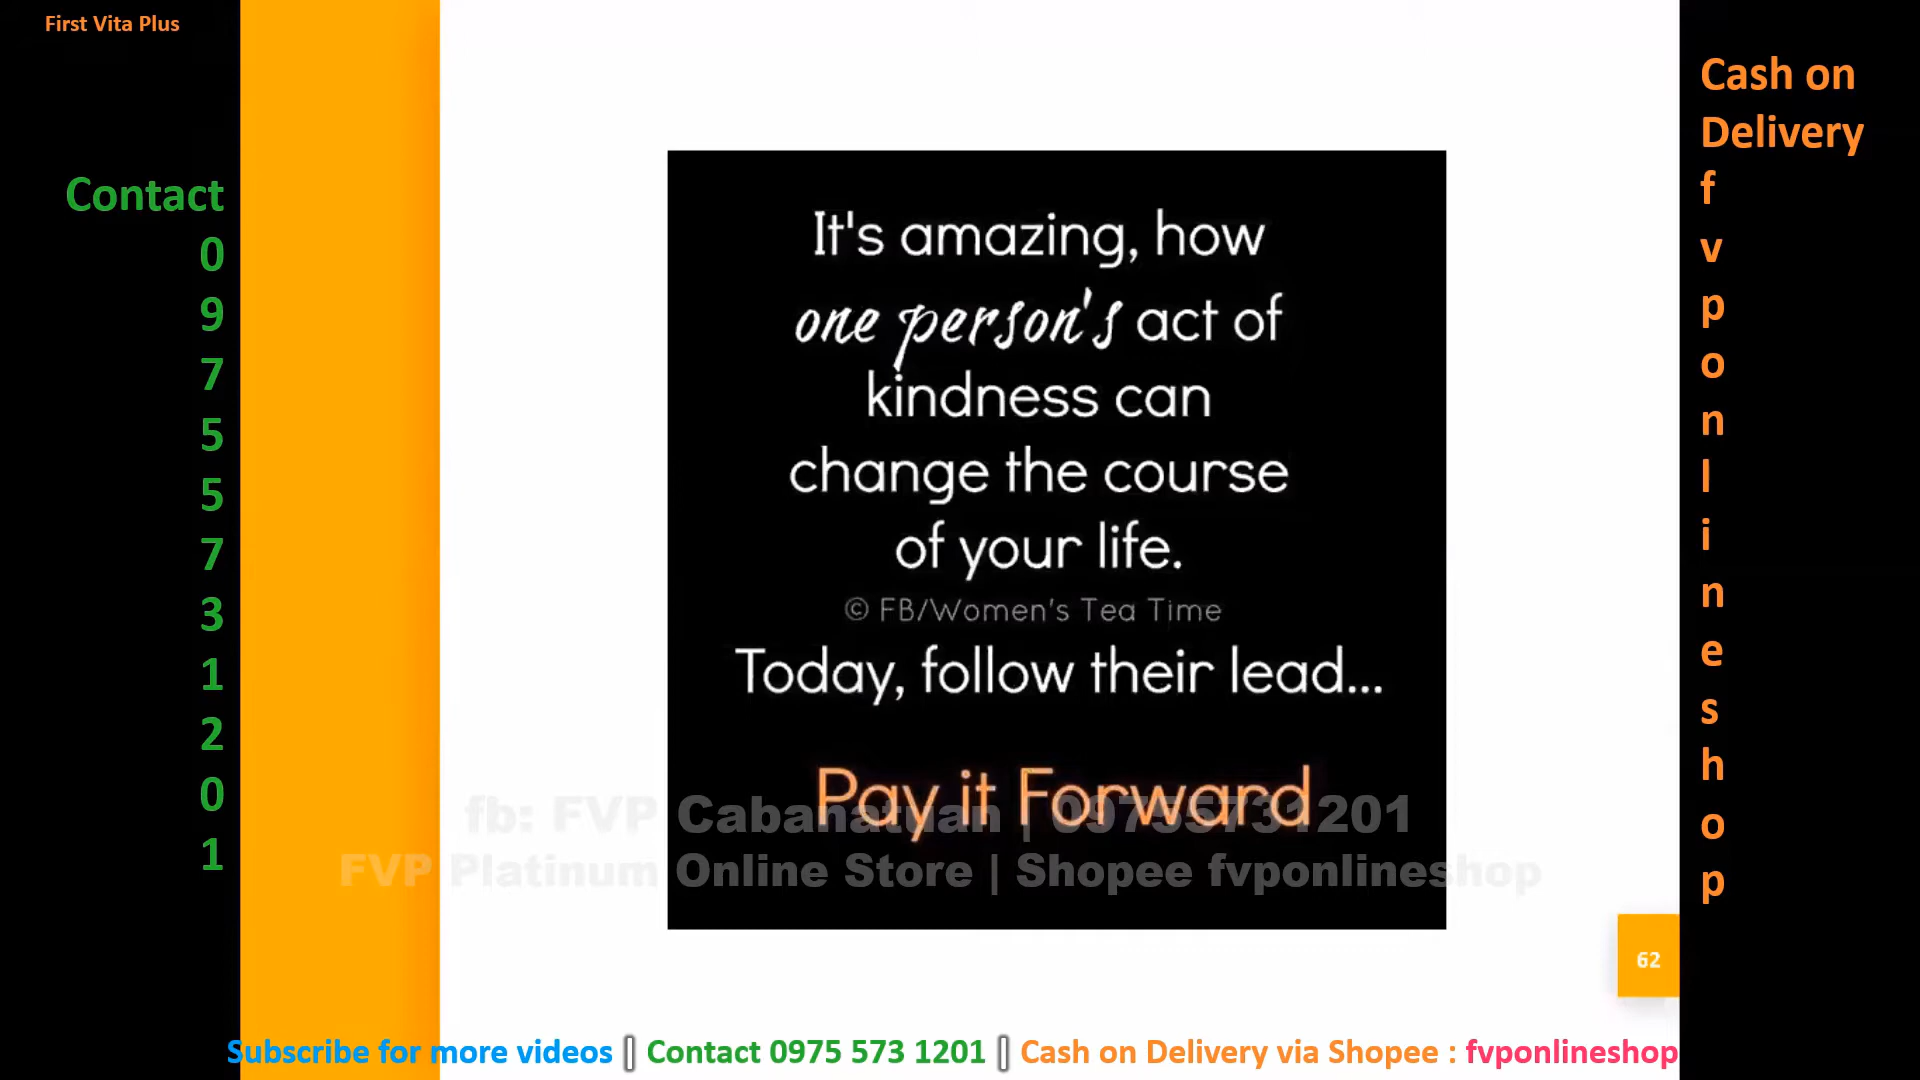 First Vita Plus
Contact
0
9
7
5
5
7
3
1
2
0
1
It's amazing, how
one person's act of
kindness can
change the course
of your life.
© FB/Women's Tea Time
Today, follow their lead...
Pay it Forward
fb: FVP Cabanatuan | 09755731201
FVP Platinum Online Store | Shopee fvponlineshop
62
Cash on
Delivery
f
v
p
o
n
l
i
n
e
s
h
o
p
Subscribe for more videos | Contact 0975 573 1201 | Cash on Delivery via Shopee : fvponlineshop